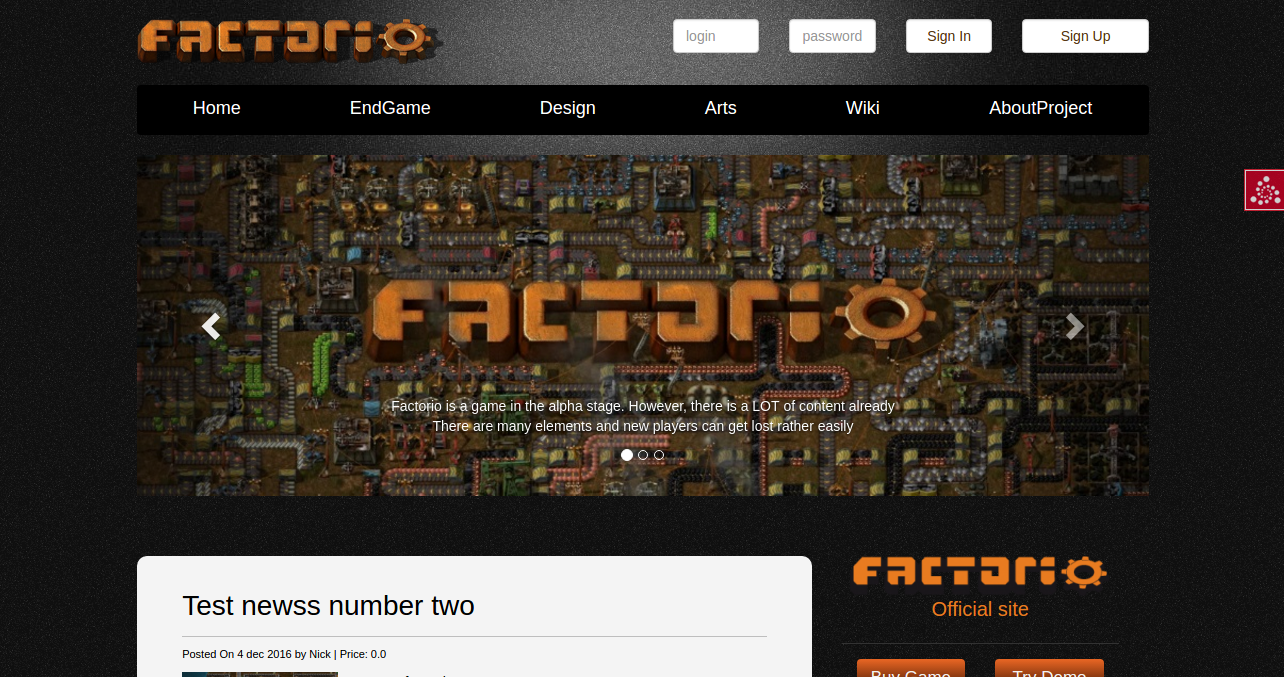 FACTORIO
login password Sign In Sign Up
Home EndGame Design Arts Wiki AboutProject
FACTORIO
Factorio is a game in the alpha stage. However, there is a LOT of content already
There are many elements and new players can get lost rather easily
Test newss number two
Posted On 4 dec 2016 by Nick | Price: 0.0
FACTORIO
Official site
Buy Game Try Demo